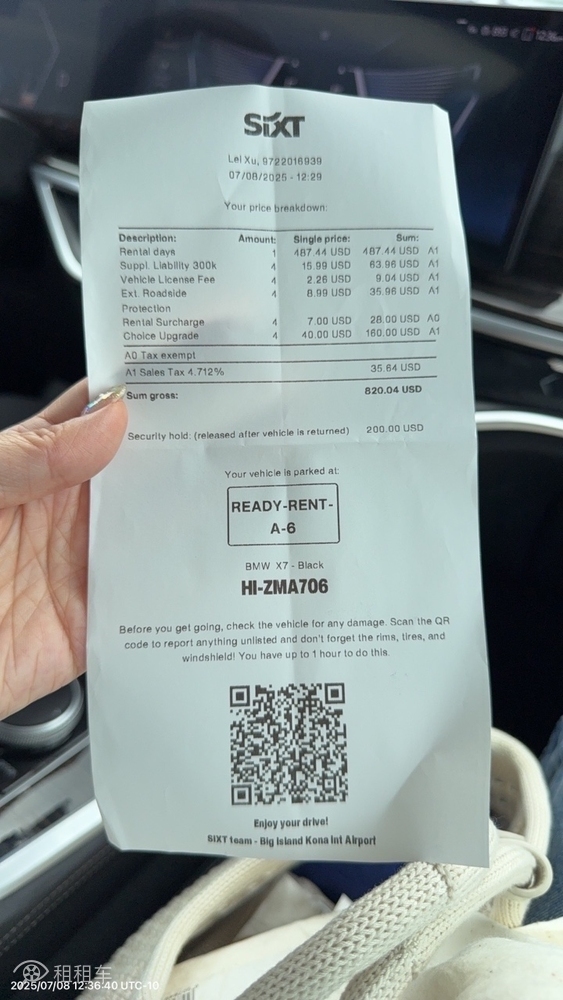 SIXT
Lei Xu, 9722016939
07/08/2025 - 12:29
Your price breakdown:
Description: Amount: Single price: Sum:
Rental days 1 487.44 USD 487.44 USD A1
Suppl. Liability 300k 4 15.99 USD 63.96 USD A1
Vehicle License Fee 4 2.26 USD 9.04 USD A1
Ext. Roadside 4 8.99 USD 35.96 USD A1
Protection
Rental Surcharge 4 7.00 USD 28.00 USD A0
Choice Upgrade 4 40.00 USD 160.00 USD A1
A0 Tax exempt
A1 Sales Tax 4.712% 35.64 USD
Sum gross: 820.04 USD
Security hold: (released after vehicle is returned) 200.00 USD
Your vehicle is parked at:
READY-RENT-
A-6
BMW X7 - Black
HI-ZMA706
Before you get going, check the vehicle for any damage. Scan the QR
code to report anything unlisted and don't forget the rims, tires, and
windshield! You have up to 1 hour to do this.
Enjoy your drive!
SIXT team - Big Island Kona Int Airport
租租车
2025/07/08 12:36:40 UTC-10